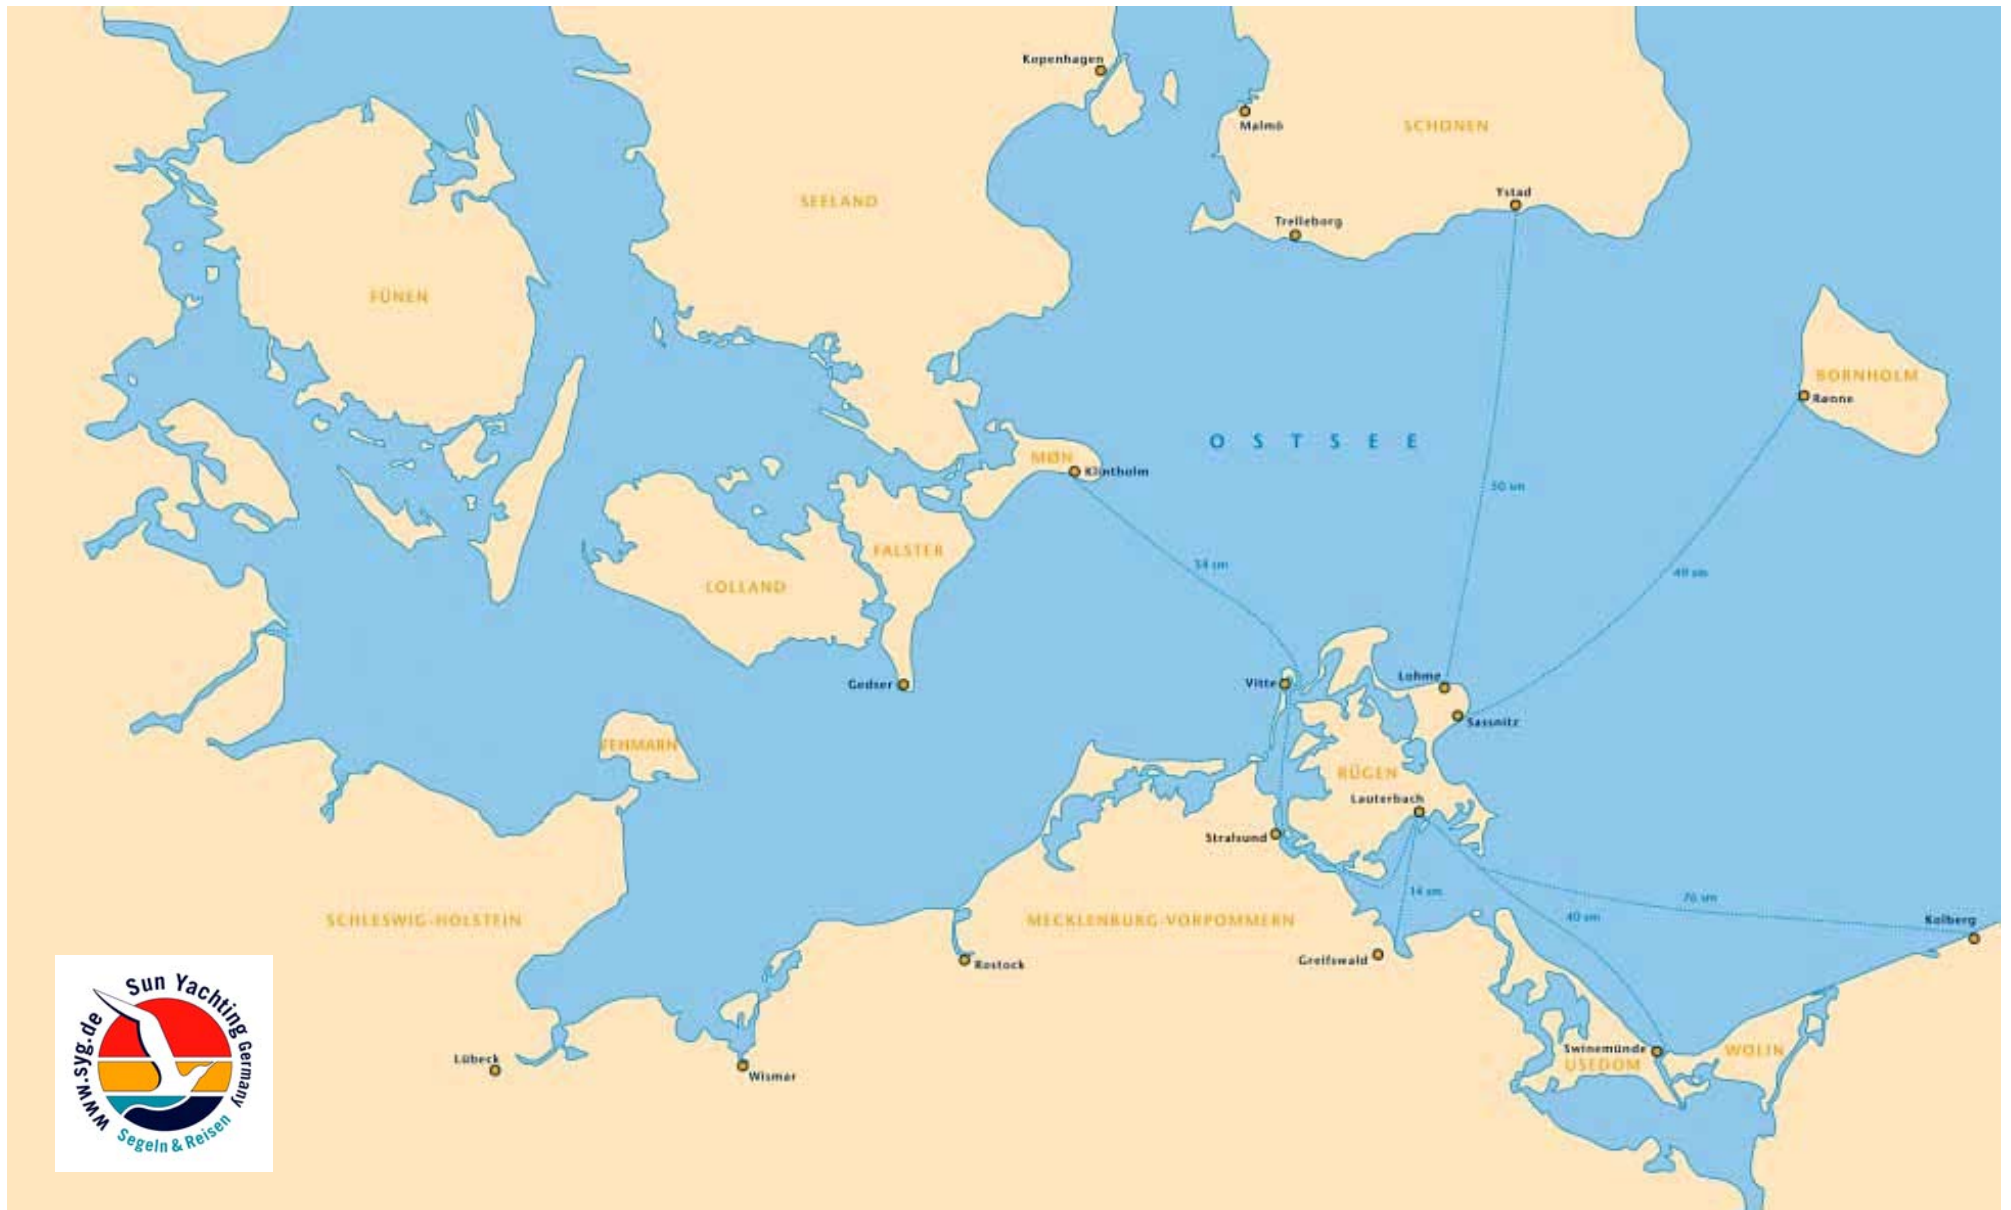 Kopenhagen
Malmö
SCHONEN
Ystad
SEELAND
Trelleborg
FÜNEN
BORNHOLM
Rønne
OSTSEE
MØN
Klintholm
50 sm
FALSTER
54 sm
LOLLAND
Lohme
Gedser
Vitte
Sassnitz
FEHMARN
RÜGEN
Lauterbach
Stralsund
14 sm
76 sm
SCHLESWIG-HOLSTEIN
MECKLENBURG-VORPOMMERN
40 sm
Kolberg
Greifswald
Rostock
www.syg.de
Sun Yachting
Germany
Segeln & Reisen
Lübeck
Wismar
Swinemünde
USEDOM
WOLIN